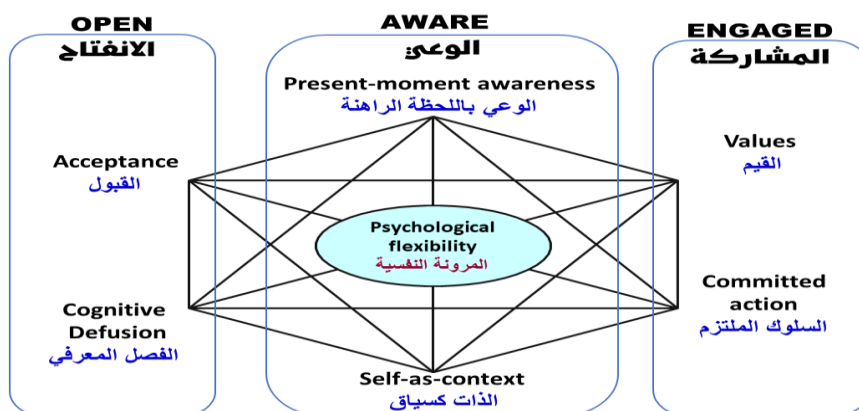 OPEN
الانفتاح
AWARE
الوعي
ENGAGED
المشاركة
Present-moment awareness
الوعي باللحظة الراهنة
Acceptance
القبول
Values
القيم
Psychological
flexibility
المرونة النفسية
Cognitive
Defusion
الفصل المعرفي
Committed
action
السلوك الملتزم
Self-as-context
الذات كسياق